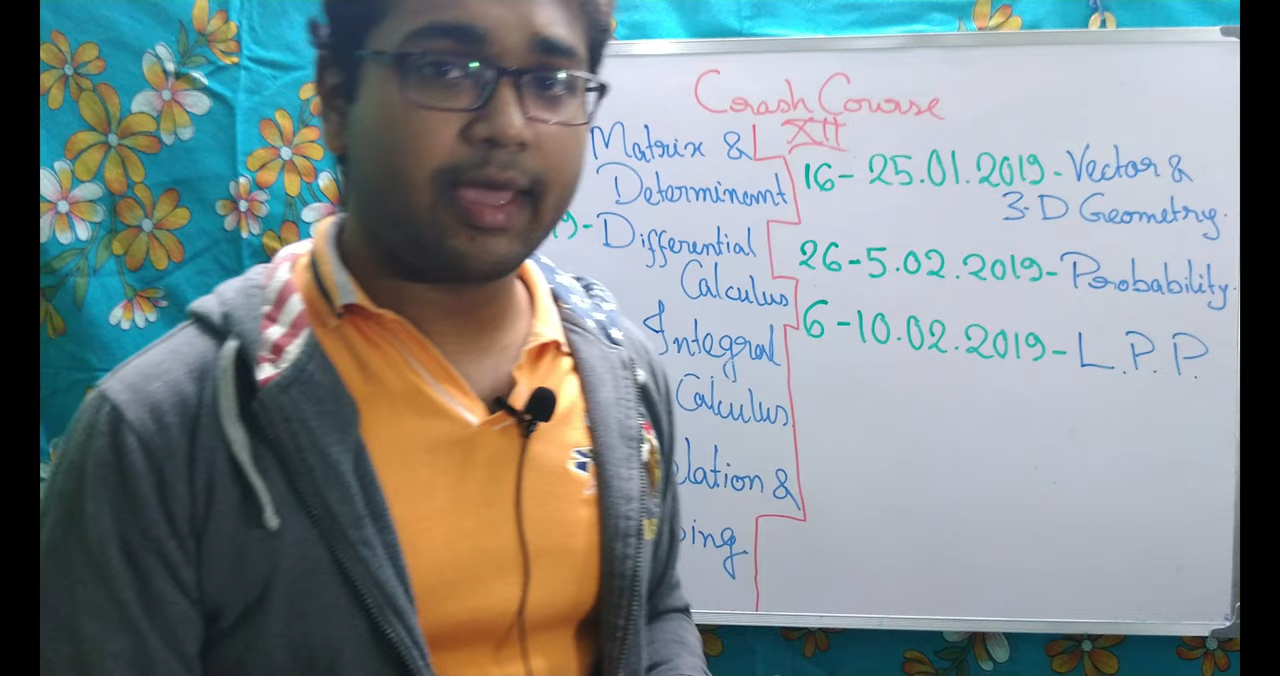 Crash Course
XII
Matrix &
Determinant
9- Differential
Calculus
Integral
Calculus
lation &
ing
16- 25.01.2019- Vector &
3-D Geometry.
26-5.02.2019- Probability.
6-10.02.2019- L.P.P.